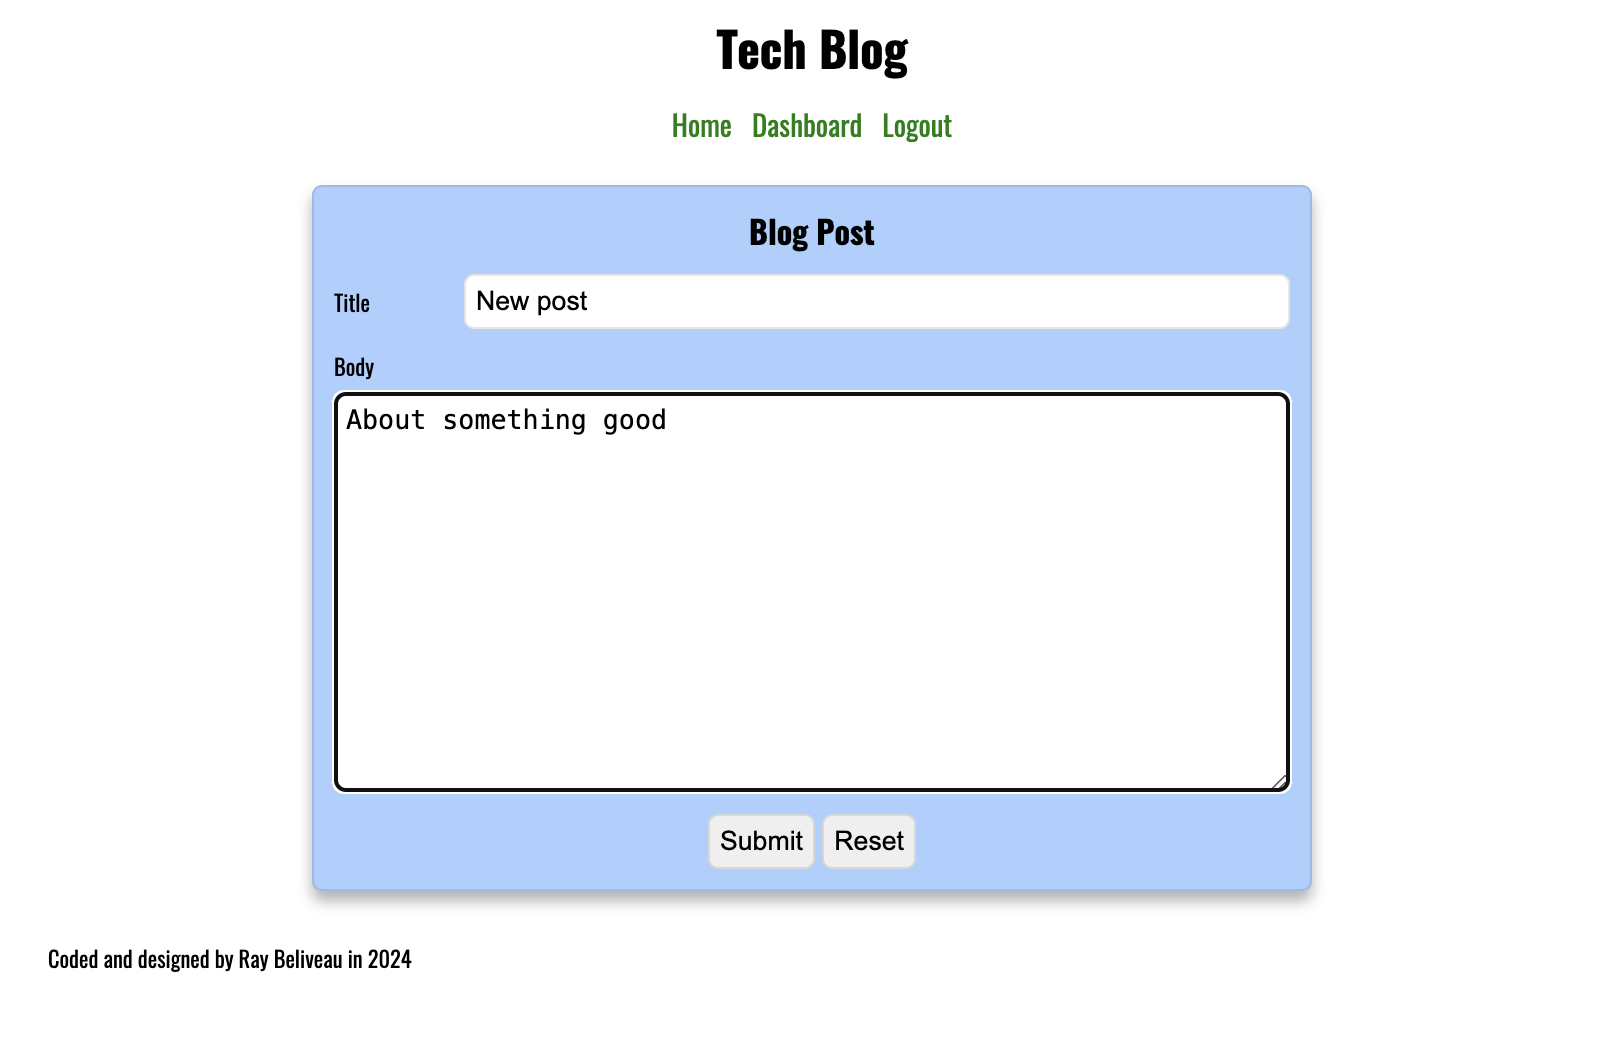 Tech Blog
Home Dashboard Logout
Blog Post
Title New post
Body
About something good
Submit Reset
Coded and designed by Ray Beliveau in 2024